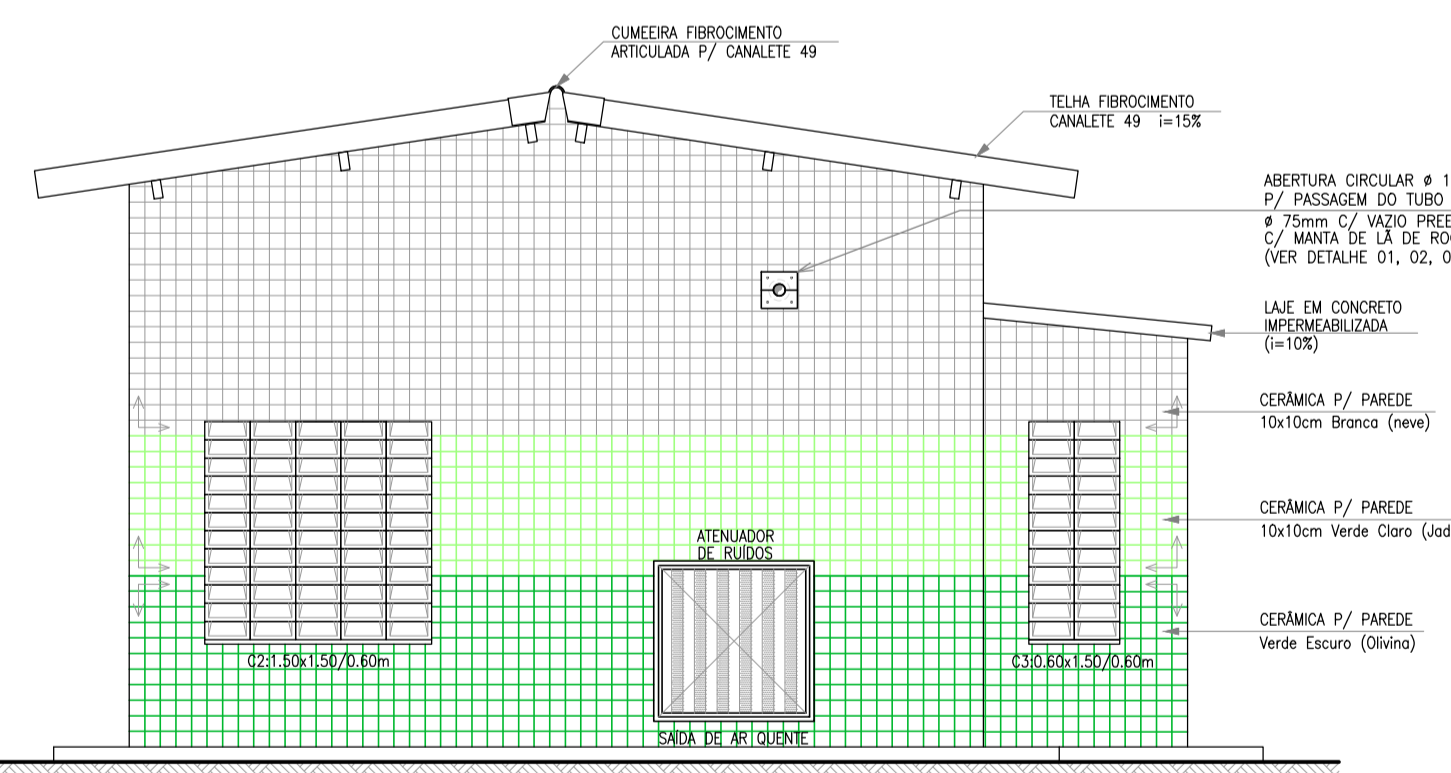 CUMEEIRA FIBROCIMENTO
ARTICULADA P/ CANALETE 49
TELHA FIBROCIMENTO
CANALETE 49 i=15%
ABERTURA CIRCULAR ø 1
P/ PASSAGEM DO TUBO
ø 75mm C/ VAZIO PREE
C/ MANTA DE LÃ DE RO
(VER DETALHE 01, 02, 0
LAJE EM CONCRETO
IMPERMEABILIZADA
(i=10%)
CERÂMICA P/ PAREDE
10x10cm Branca (neve)
CERÂMICA P/ PAREDE
10x10cm Verde Claro (Jad
ATENUADOR
DE RUÍDOS
CERÂMICA P/ PAREDE
Verde Escuro (Olivina)
C2:1.50x1.50/0.60m
C3:0.60x1.50/0.60m
SAÍDA DE AR QUENTE